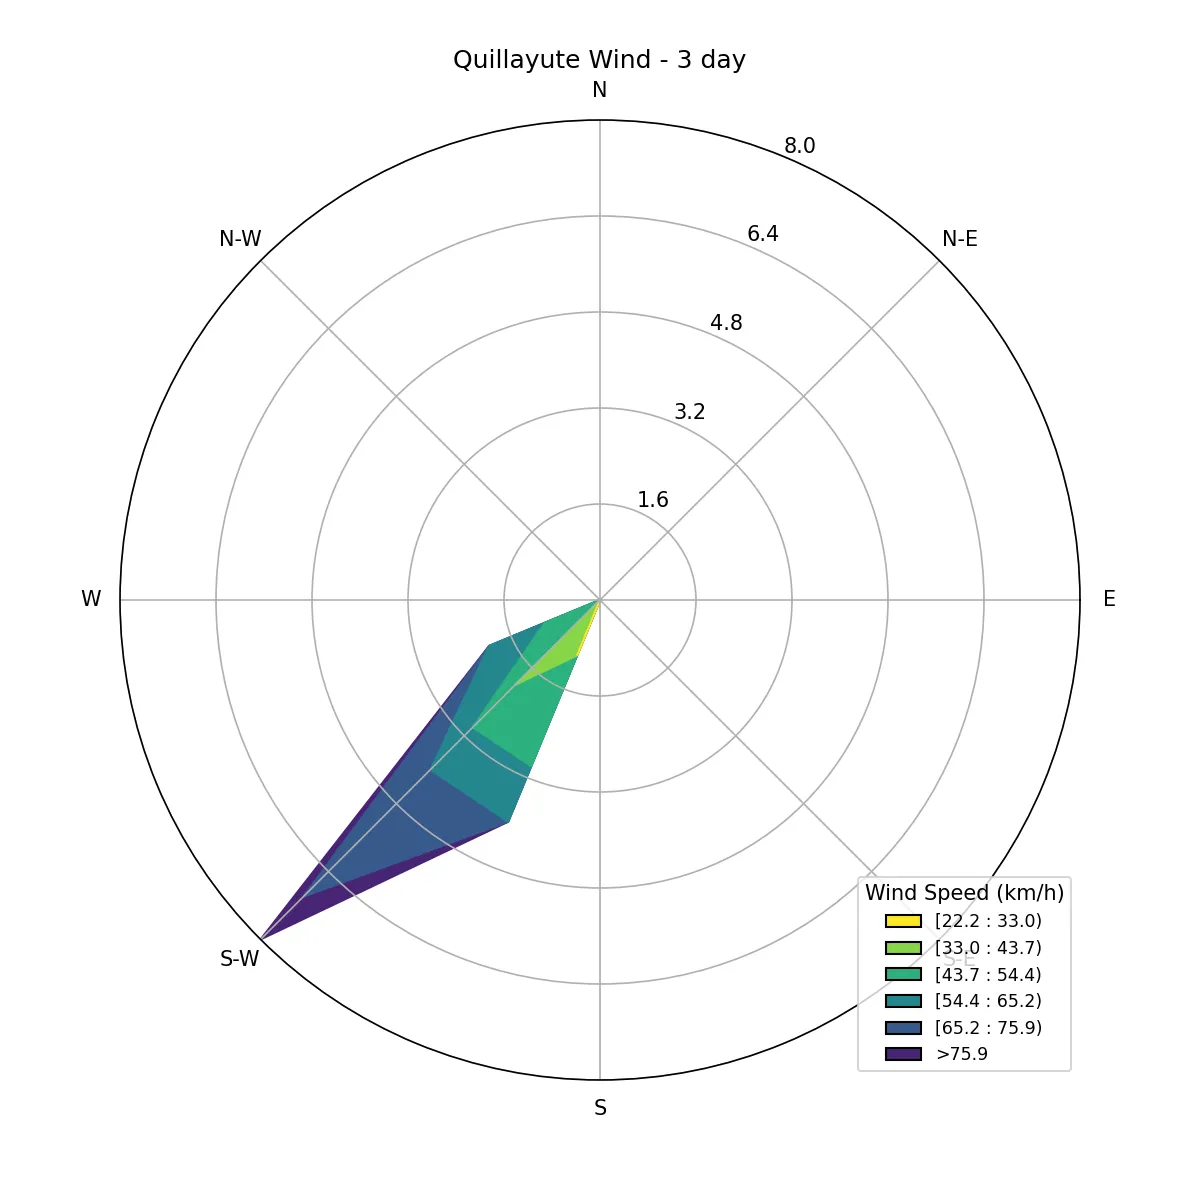 Quillayute Wind - 3 day
N
8.0
N-W
6.4
N-E
4.8
3.2
1.6
W
E
Wind Speed (km/h)
[22.2 : 33.0)
[33.0 : 43.7)
S-W
S-E
[43.7 : 54.4)
[54.4 : 65.2)
[65.2 : 75.9)
>75.9
S